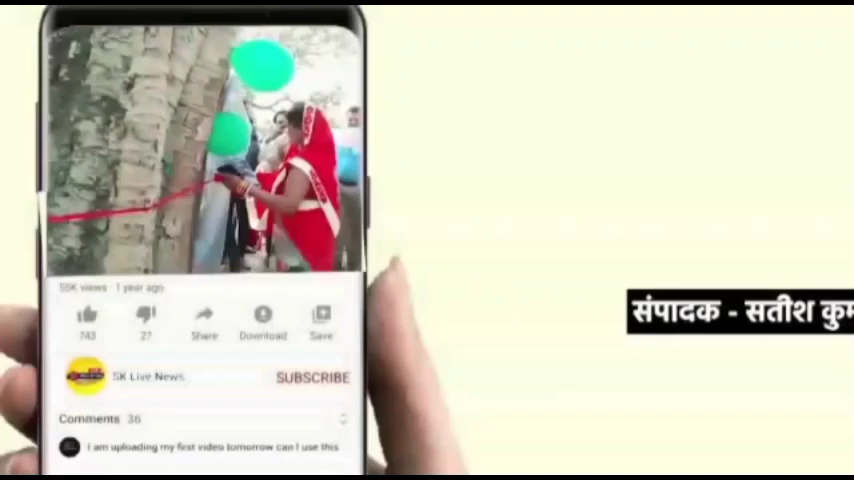 55K views · 1 year ago
743
27
Share
Download
Save
SK Live News
SUBSCRIBE
Comments 36
I am uploading my first video tomorrow can I use this
संपादक - सतीश